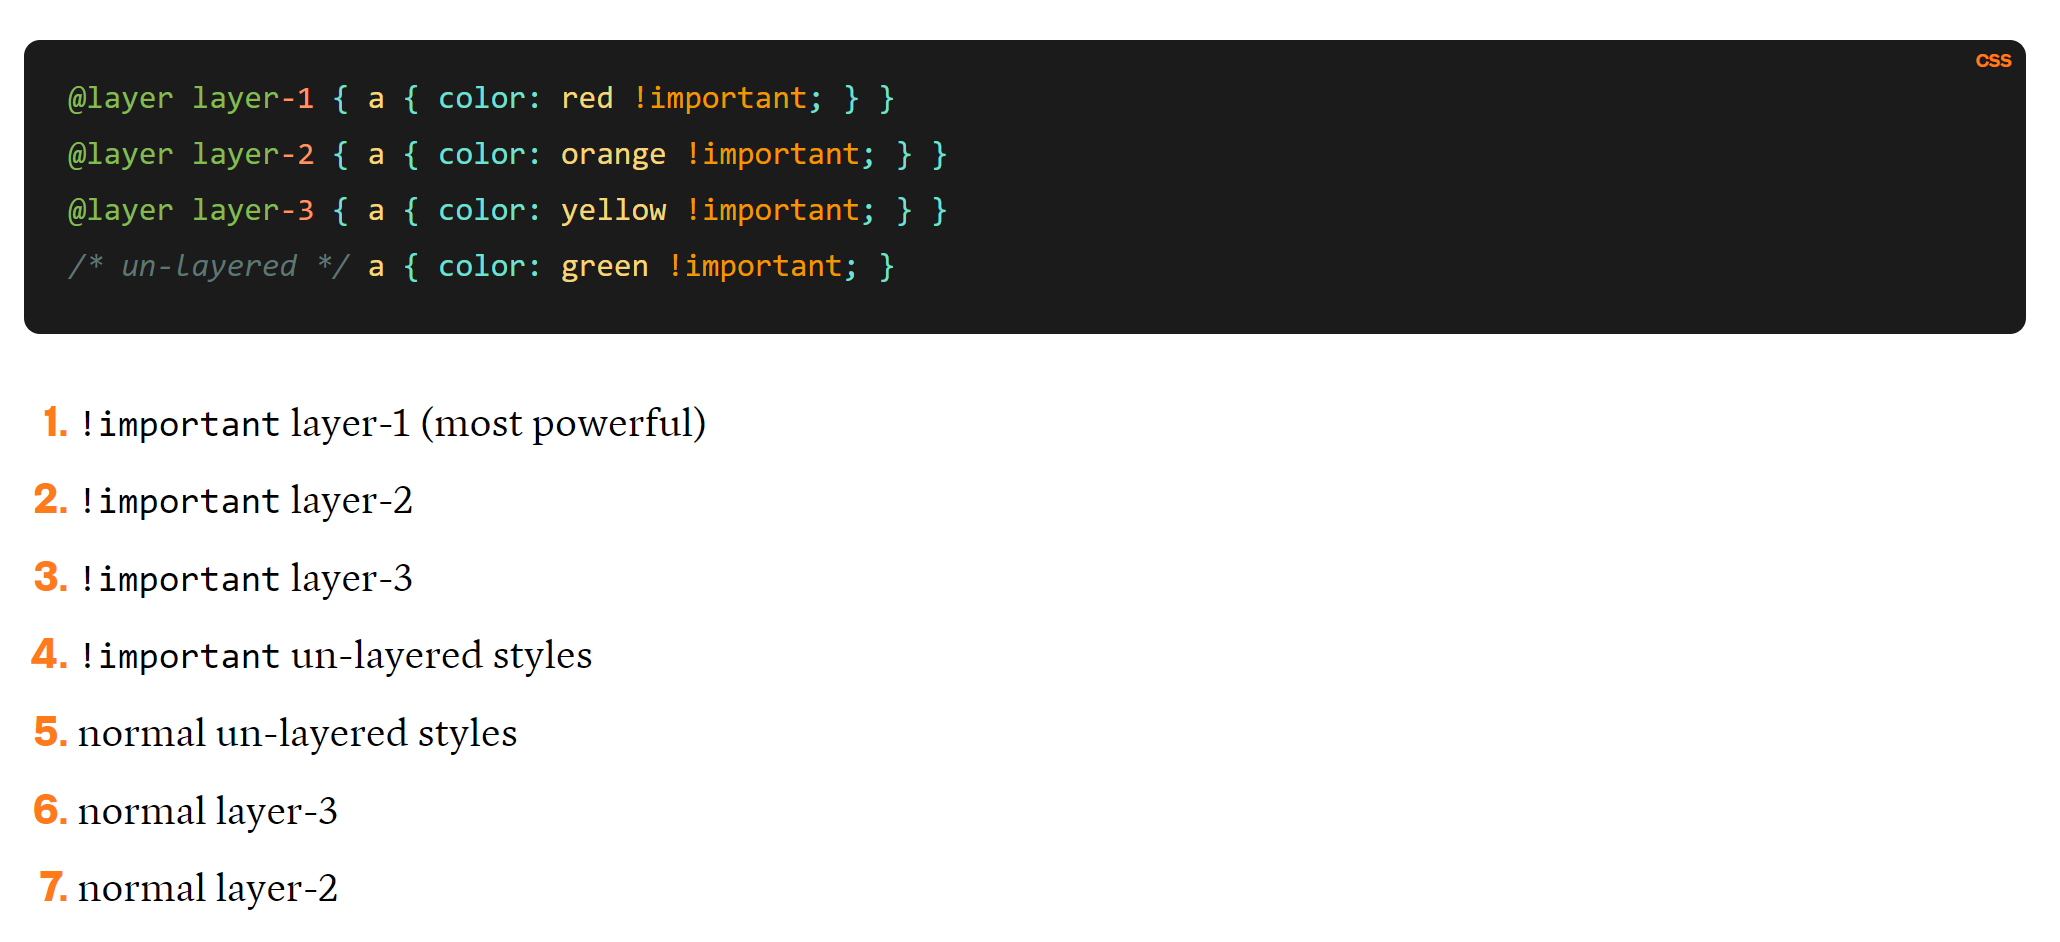 css
@layer layer-1 { a { color: red !important; } }
@layer layer-2 { a { color: orange !important; } }
@layer layer-3 { a { color: yellow !important; } }
/* un-layered */ a { color: green !important; }
1. !important layer-1 (most powerful)
2. !important layer-2
3. !important layer-3
4. !important un-layered styles
5. normal un-layered styles
6. normal layer-3
7. normal layer-2